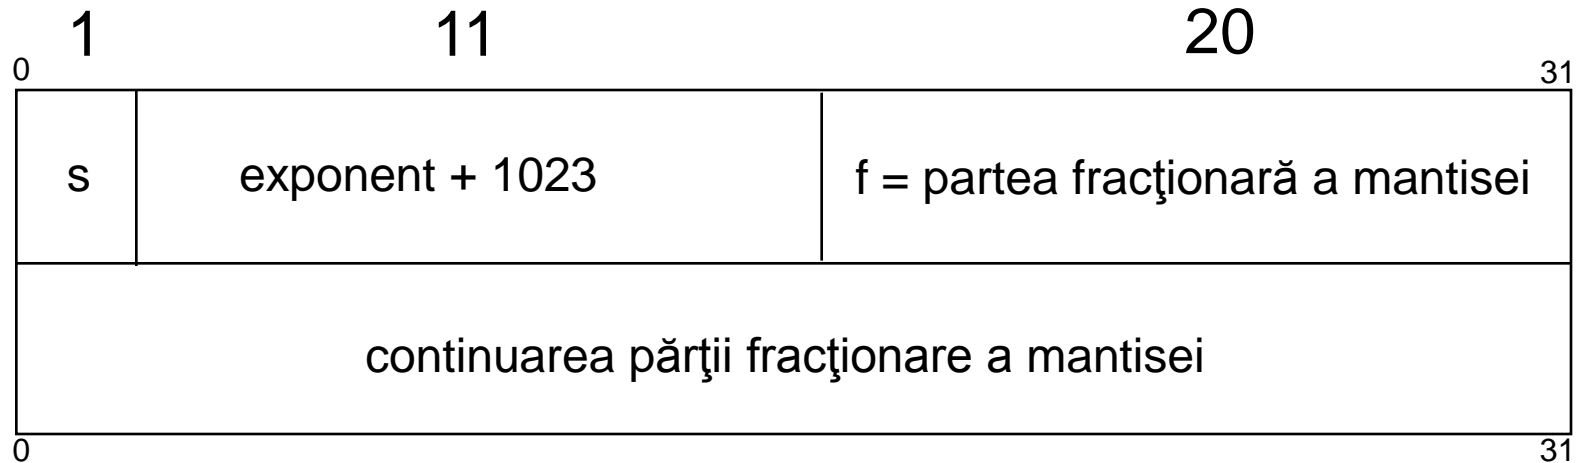 1 11 20
0 31
s exponent + 1023 f = partea fracţionară a mantisei
continuarea părţii fracţionare a mantisei
0 31